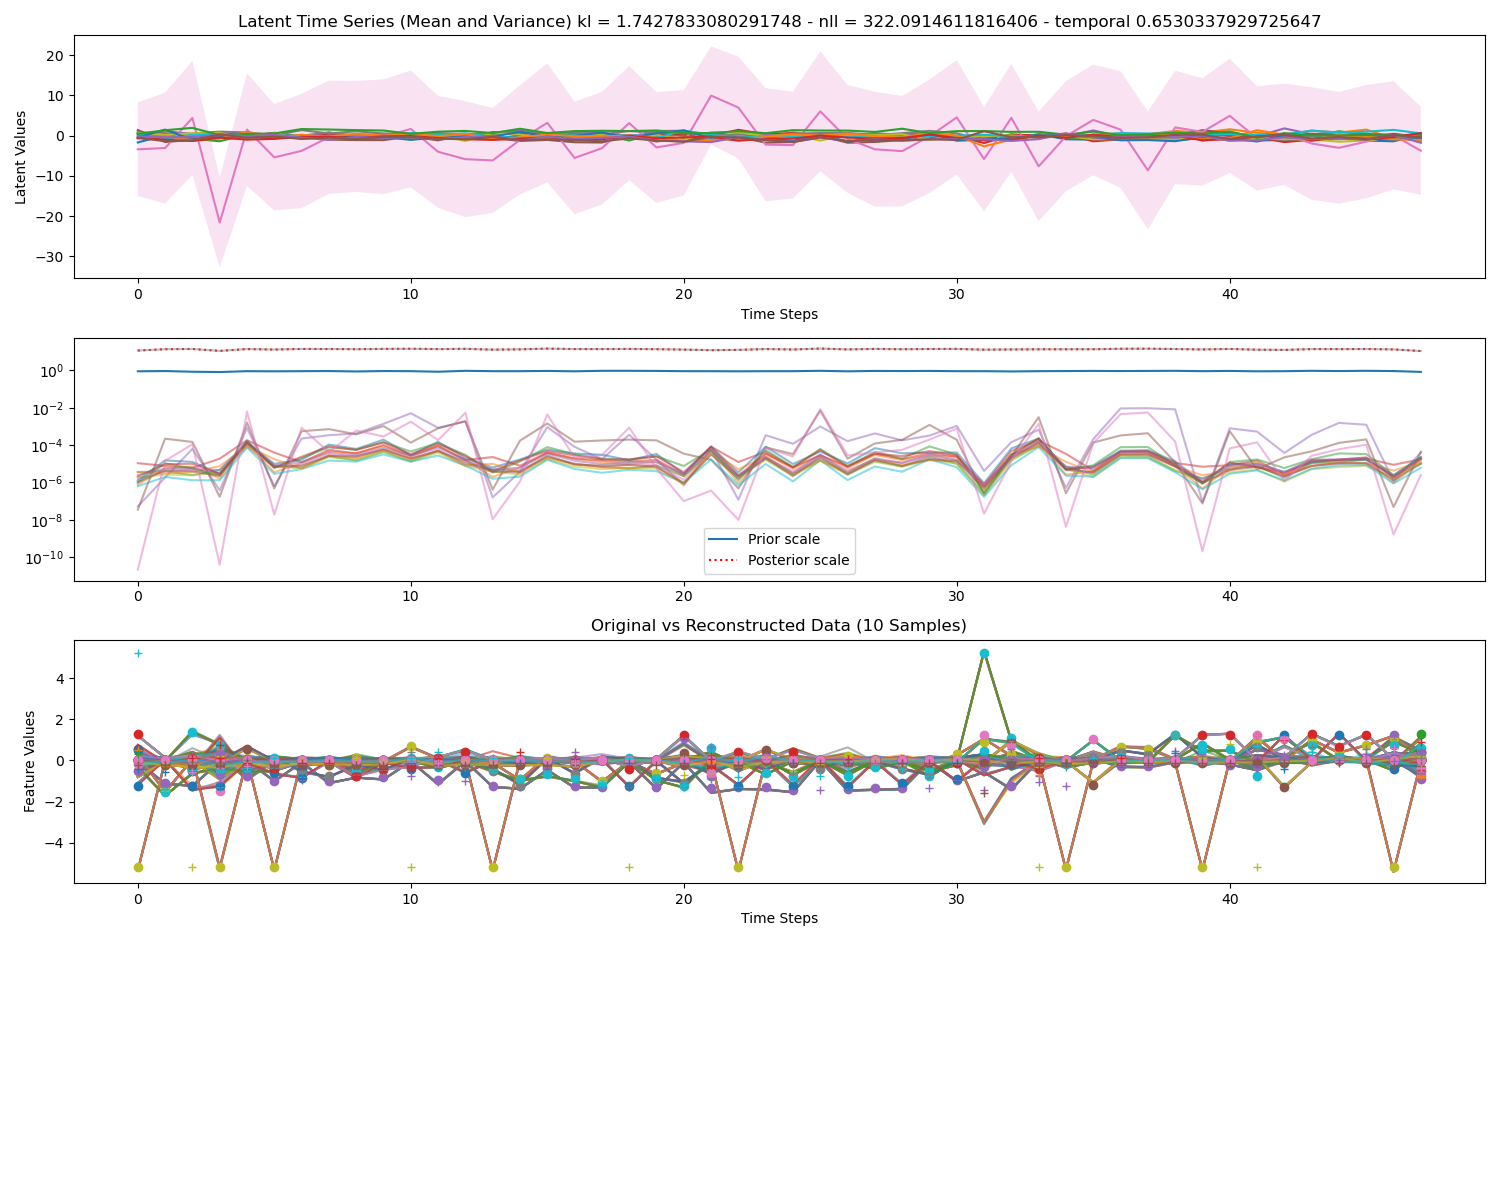 Latent Time Series (Mean and Variance) kl = 1.7427833080291748 - nll = 322.0914611816406 - temporal 0.6530337929725647
20
10
0
−10
−20
−30
Latent Values
0 10 20 30 40
Time Steps
10^0
10^−2
10^−4
10^−6
10^−8
10^−10
Prior scale
Posterior scale
0 10 20 30 40
Original vs Reconstructed Data (10 Samples)
4
2
0
−2
−4
Feature Values
0 10 20 30 40
Time Steps